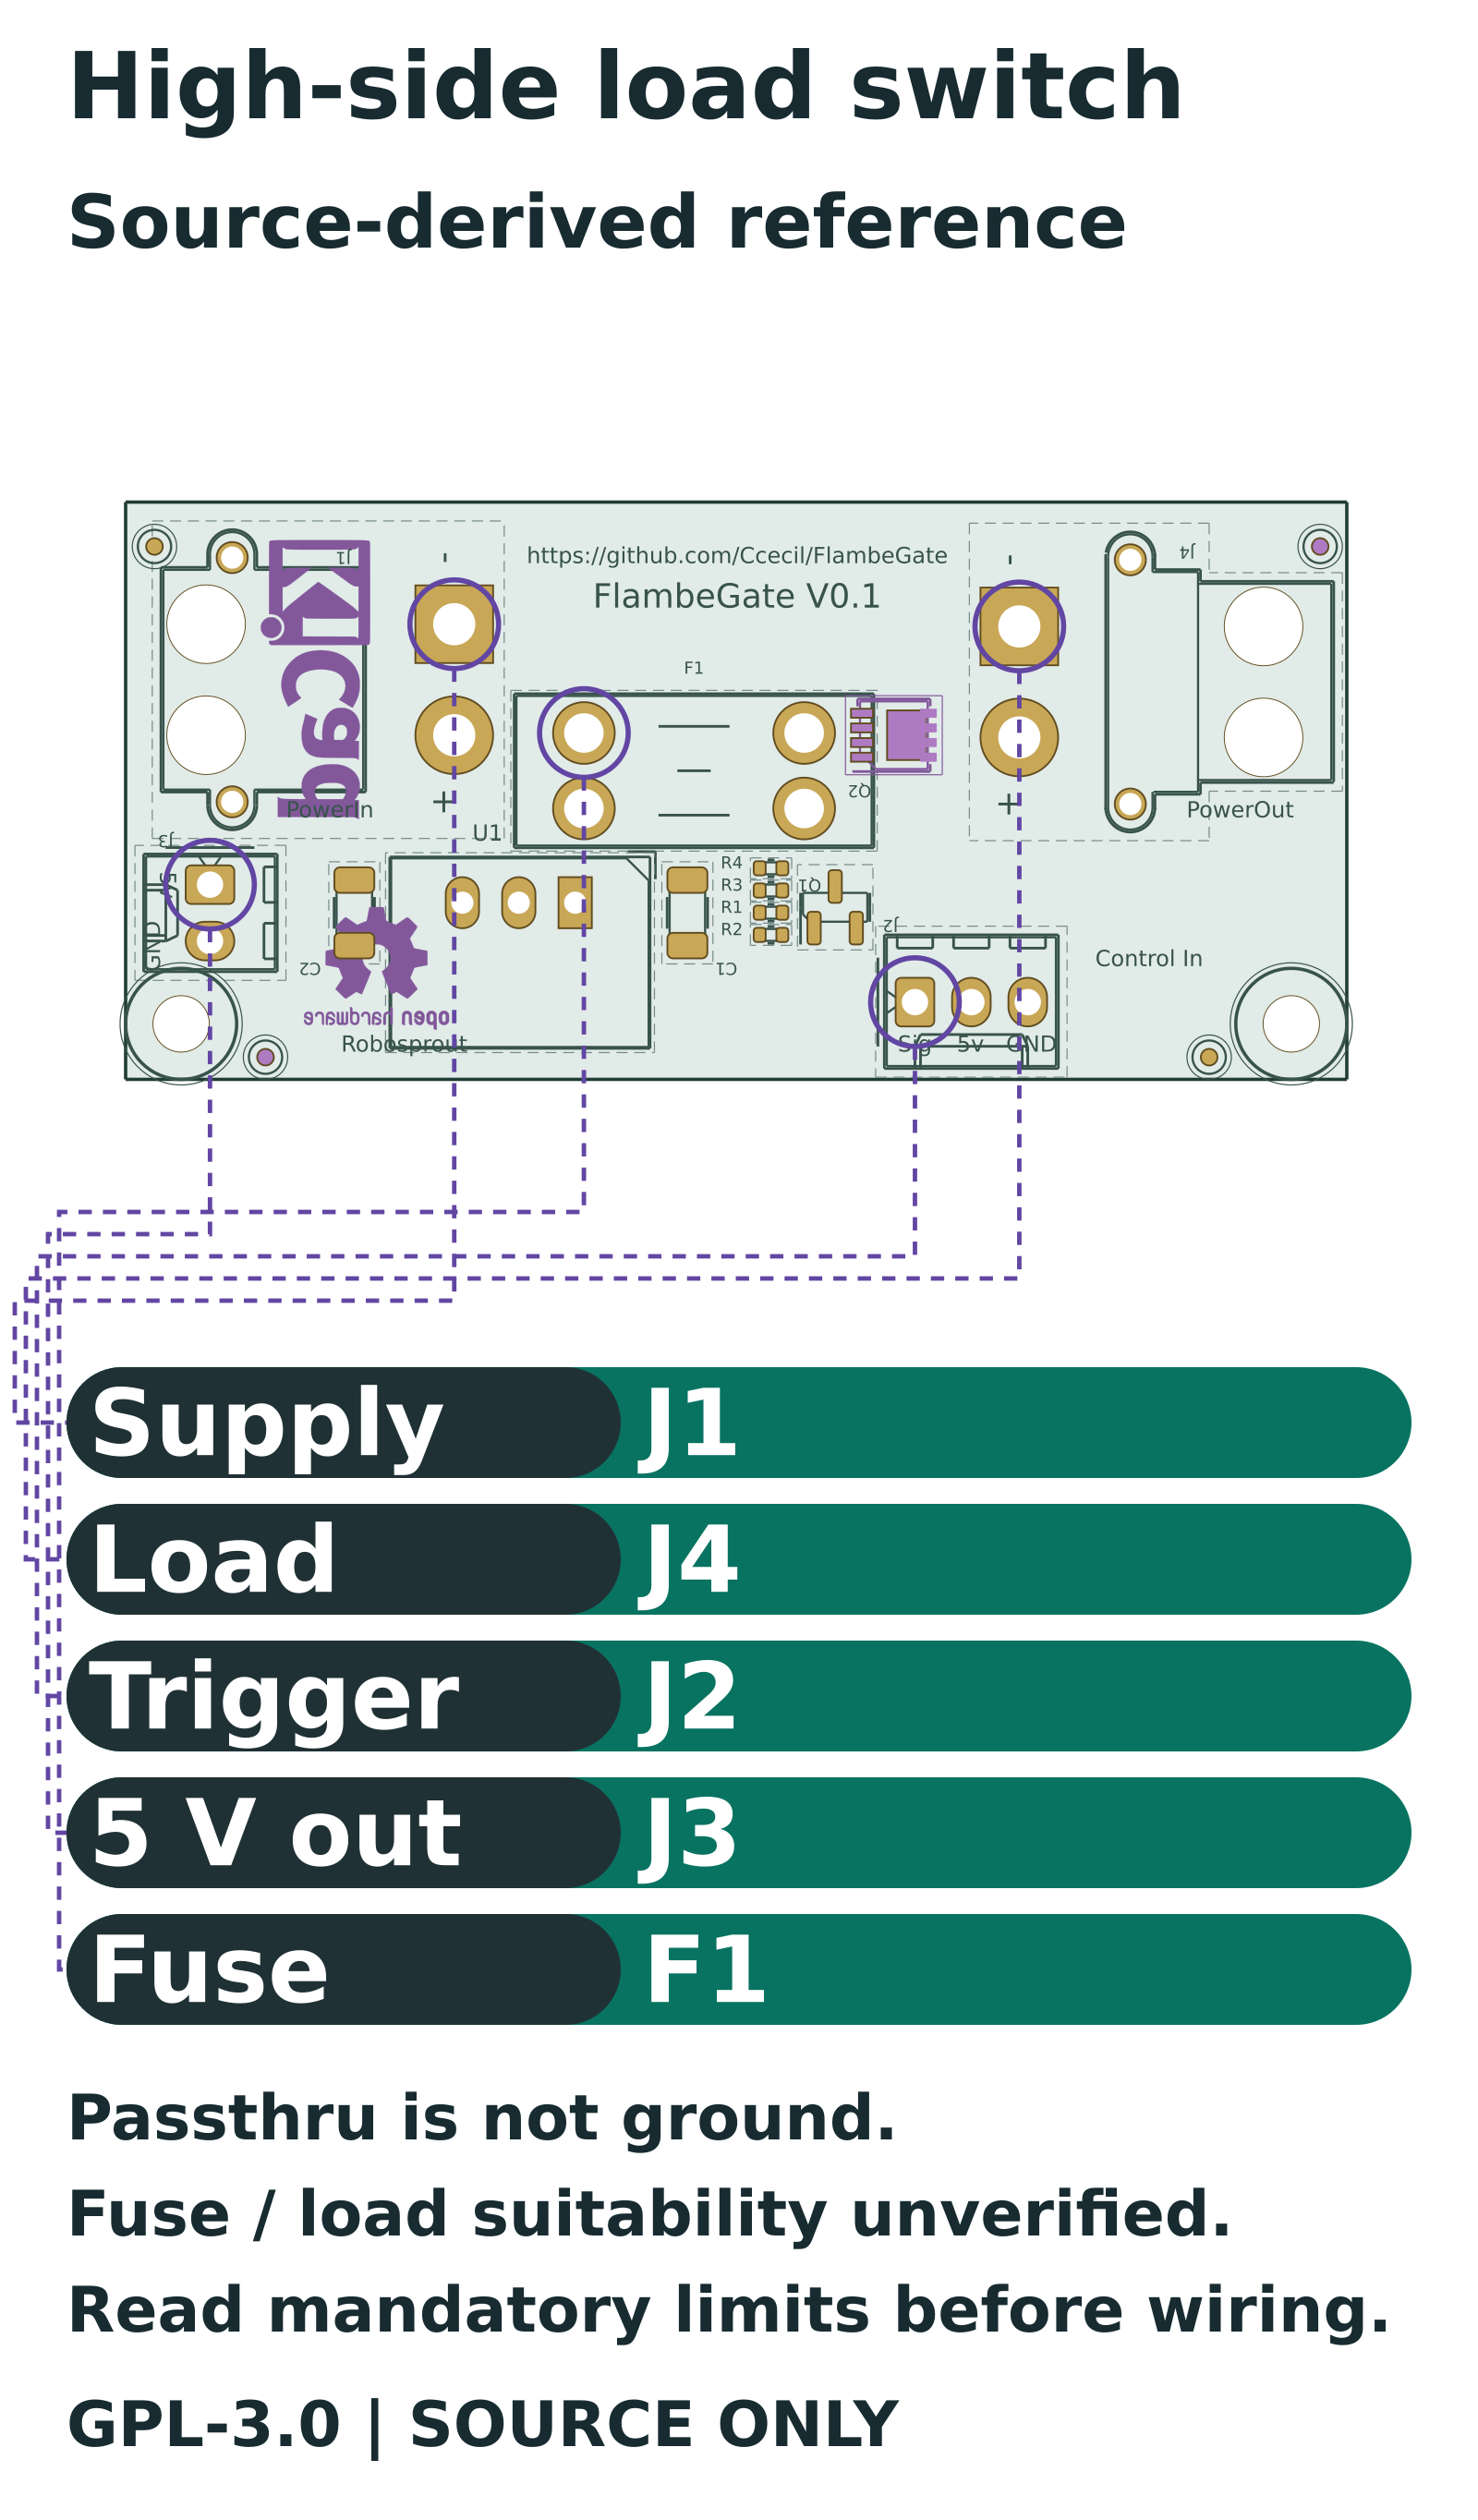 High-side load switch
Source-derived reference
J1
-
https://github.com/Ccecil/FlambeGate
-
J4
KiCad
FlambeGate V0.1
F1
Q2
PowerIn
+
+
PowerOut
U1
J3
5v
GND
R4
R3
R1
R2
Q1
J2
C2
C1
Control In
open hardware
Robosprout
Sig 5v GND
Supply J1
Load J4
Trigger J2
5 V out J3
Fuse F1
Passthru is not ground.
Fuse / load suitability unverified.
Read mandatory limits before wiring.
GPL-3.0 | SOURCE ONLY